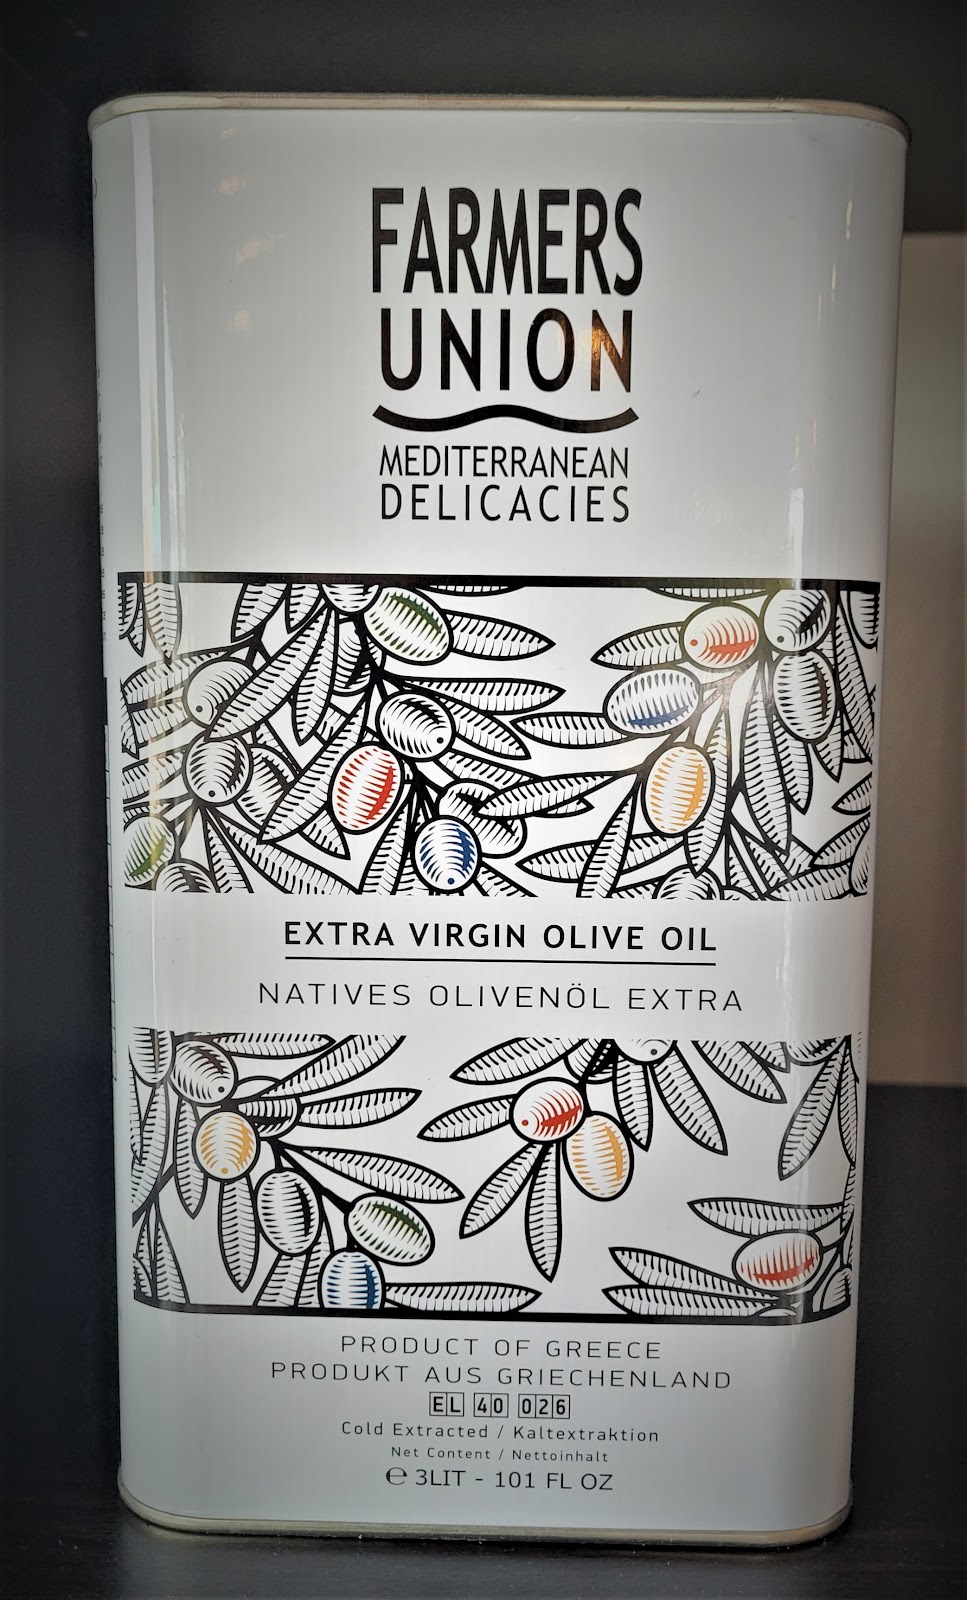 FARMERS
UNION
MEDITERRANEAN
DELICACIES
EXTRA VIRGIN OLIVE OIL
NATIVES OLIVENÖL EXTRA
PRODUCT OF GREECE
PRODUKT AUS GRIECHENLAND
EL 40 026
Cold Extracted / Kaltextraktion
Net Content / Nettoinhalt
℮ 3LIT - 101 FL OZ